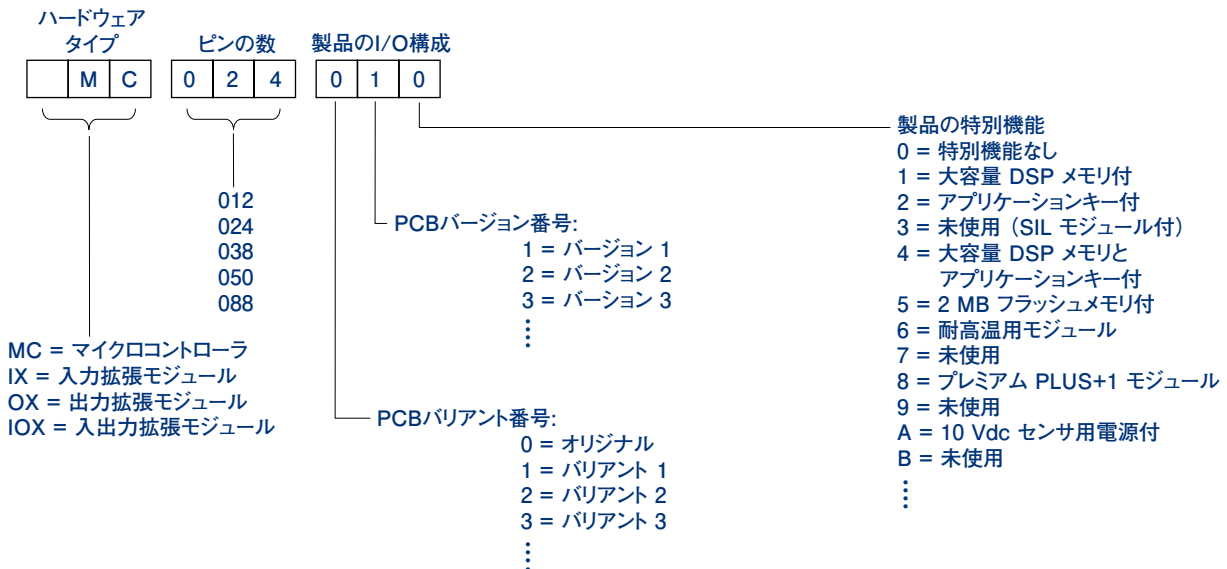 ハードウェア
タイプ
ピンの数
製品のI/O構成
M C
0 2 4
0 1 0
012
024
038
050
088
MC = マイクロコントローラ
IX = 入力拡張モジュール
OX = 出力拡張モジュール
IOX = 入出力拡張モジュール
PCBバージョン番号:
1 = バージョン 1
2 = バージョン 2
3 = バーション 3
⋮
PCBバリアント番号:
0 = オリジナル
1 = バリアント 1
2 = バリアント 2
3 = バリアント 3
⋮
製品の特別機能
0 = 特別機能なし
1 = 大容量 DSP メモリ付
2 = アプリケーションキー付
3 = 未使用（SIL モジュール付）
4 = 大容量 DSP メモリと
アプリケーションキー付
5 = 2 MB フラッシュメモリ付
6 = 耐高温用モジュール
7 = 未使用
8 = プレミアム PLUS+1 モジュール
9 = 未使用
A = 10 Vdc センサ用電源付
B = 未使用
⋮